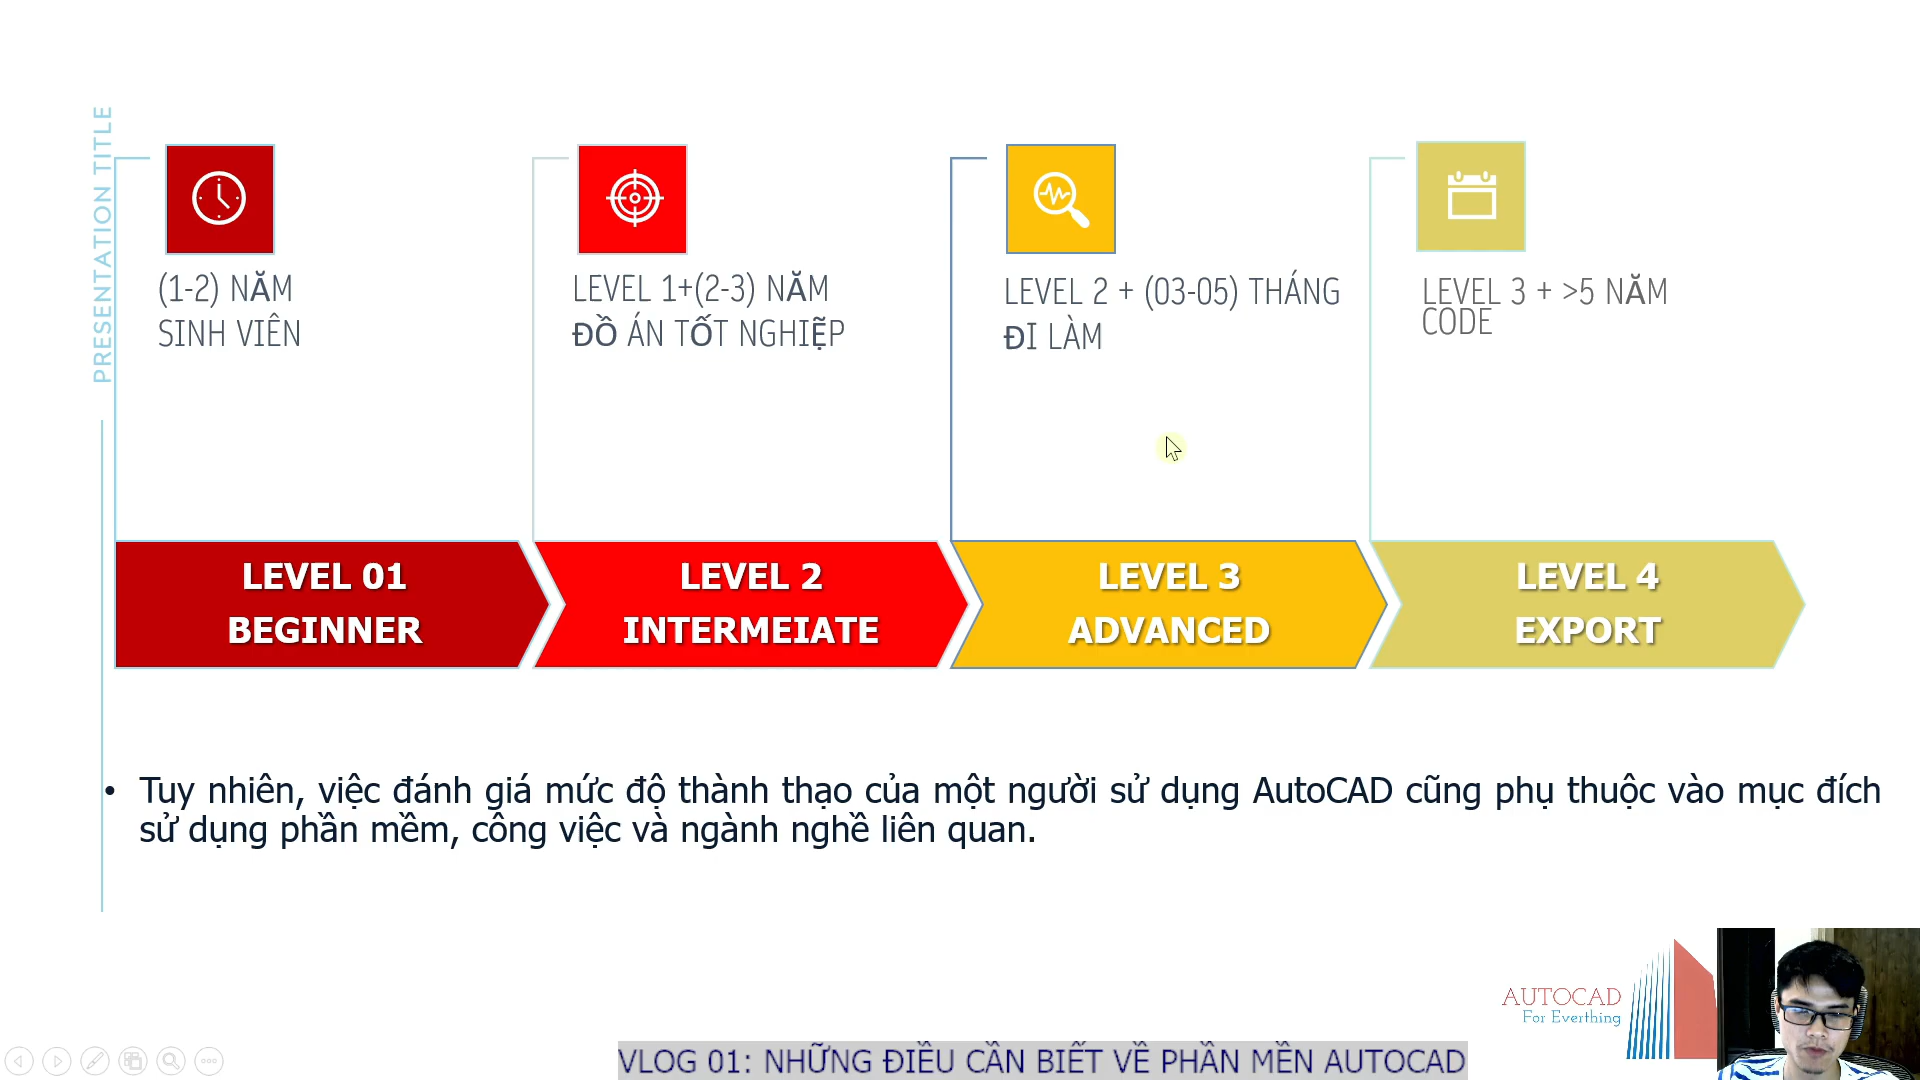 PRESENTATION TITLE
(1-2) NĂM
SINH VIÊN
LEVEL 1+(2-3) NĂM
ĐỒ ÁN TỐT NGHIỆP
LEVEL 2 + (03-05) THÁNG
ĐI LÀM
LEVEL 3 + >5 NĂM
CODE
LEVEL 01
BEGINNER
LEVEL 2
INTERMEIATE
LEVEL 3
ADVANCED
LEVEL 4
EXPORT
• Tuy nhiên, việc đánh giá mức độ thành thạo của một người sử dụng AutoCAD cũng phụ thuộc vào mục đích
sử dụng phần mềm, công việc và ngành nghề liên quan.
AUTOCAD
For Everthing
VLOG 01: NHỮNG ĐIỀU CẦN BIẾT VỀ PHẦN MỀN AUTOCAD